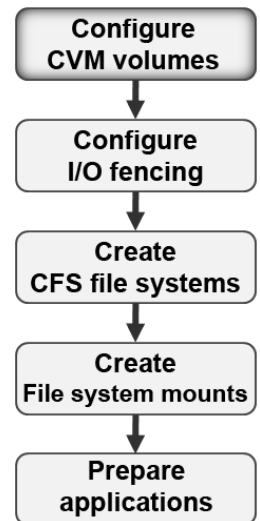 Configure
CVM volumes
Configure
I/O fencing
Create
CFS file systems
Create
File system mounts
Prepare
applications